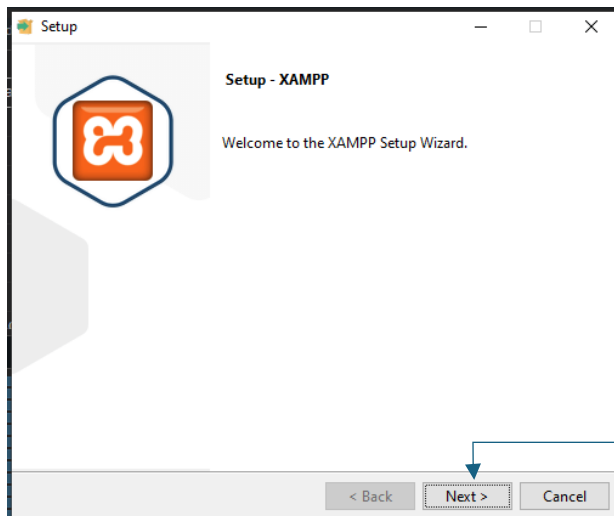 Setup
Setup - XAMPP
Welcome to the XAMPP Setup Wizard.
< Back
Next >
Cancel